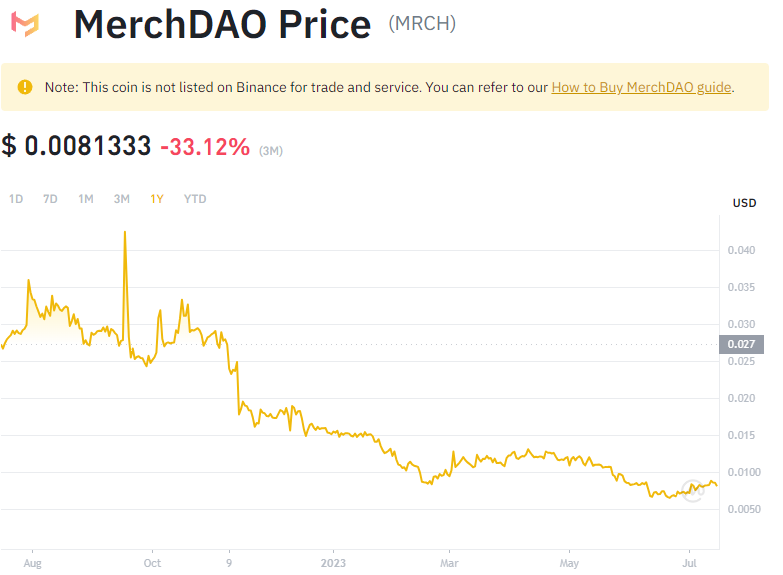 MerchDAO Price (MRCH)
Note: This coin is not listed on Binance for trade and service. You can refer to our How to Buy MerchDAO guide.
$ 0.0081333 -33.12% (3M)
1D 7D 1M 3M 1Y YTD
USD
0.040
0.035
0.030
0.027
0.025
0.020
0.015
0.0100
0.0050
Aug Oct 9 2023 Mar May Jul